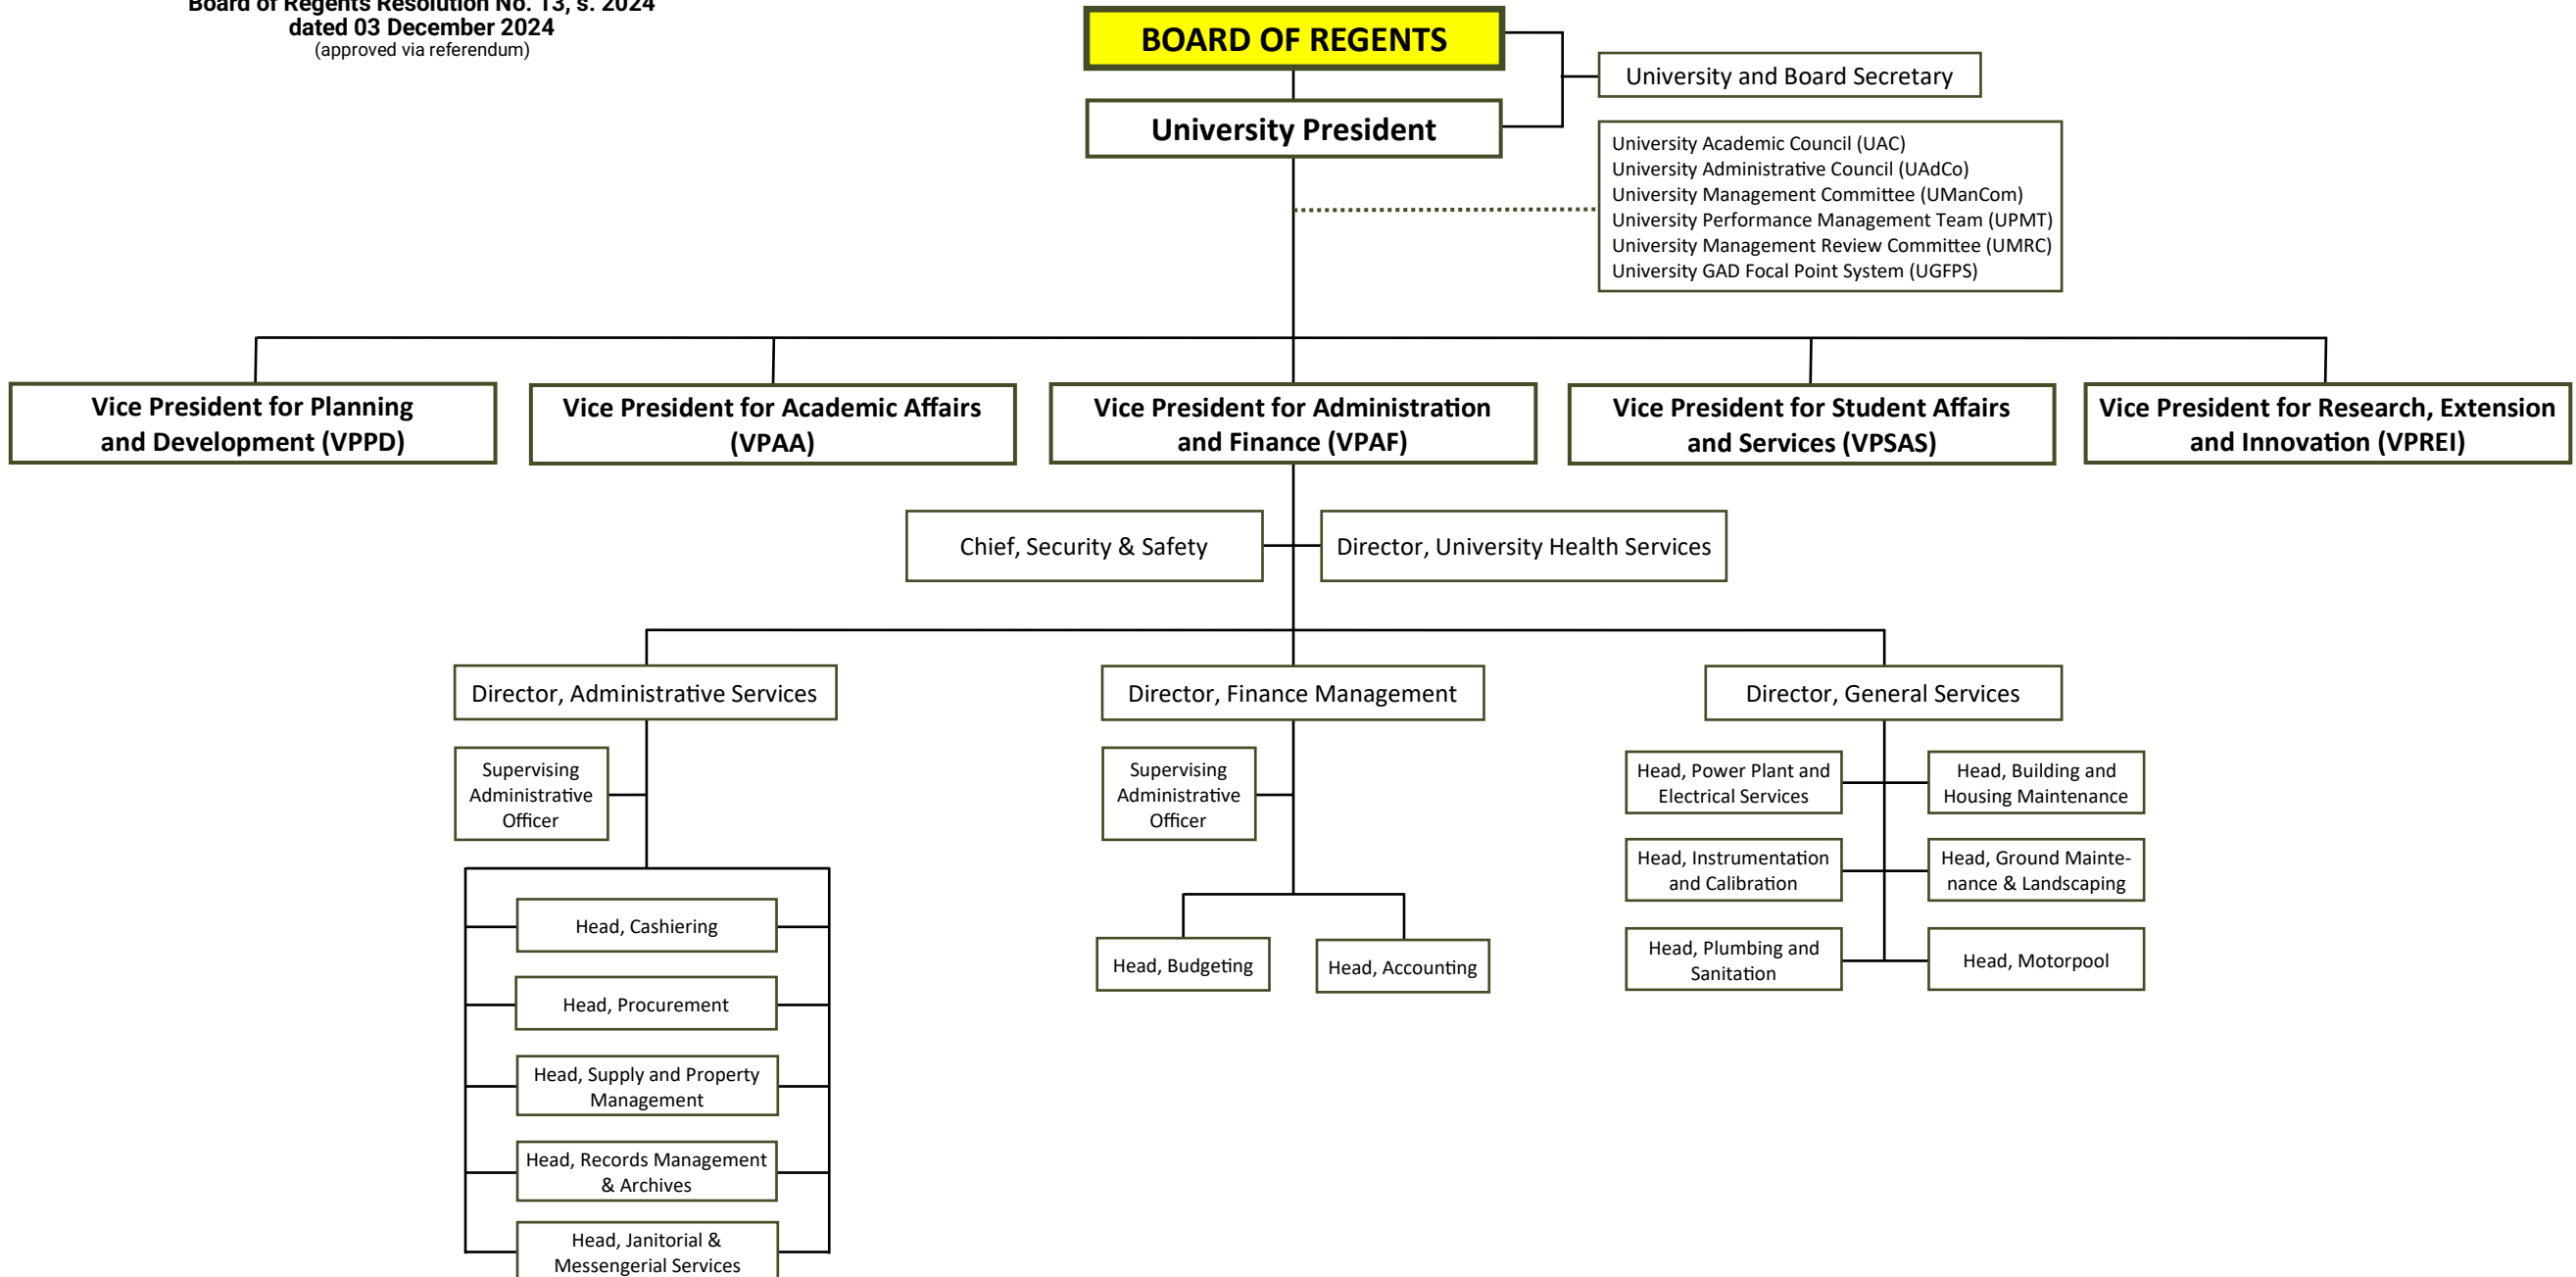 Board of Regents Resolution No. 13, s. 2024
dated 03 December 2024
(approved via referendum)
BOARD OF REGENTS
University and Board Secretary
University President
University Academic Council (UAC)
University Administrative Council (UAdCo)
University Management Committee (UManCom)
University Performance Management Team (UPMT)
University Management Review Committee (UMRC)
University GAD Focal Point System (UGFPS)
Vice President for Planning
and Development (VPPD)
Vice President for Academic Affairs
(VPAA)
Vice President for Administration
and Finance (VPAF)
Vice President for Student Affairs
and Services (VPSAS)
Vice President for Research, Extension
and Innovation (VPREI)
Chief, Security & Safety
Director, University Health Services
Director, Administrative Services
Supervising
Administrative
Officer
Head, Cashiering
Head, Procurement
Head, Supply and Property
Management
Head, Records Management
& Archives
Head, Janitorial &
Messengerial Services
Director, Finance Management
Supervising
Administrative
Officer
Head, Budgeting
Head, Accounting
Director, General Services
Head, Power Plant and
Electrical Services
Head, Building and
Housing Maintenance
Head, Instrumentation
and Calibration
Head, Ground Mainte-
nance & Landscaping
Head, Plumbing and
Sanitation
Head, Motorpool